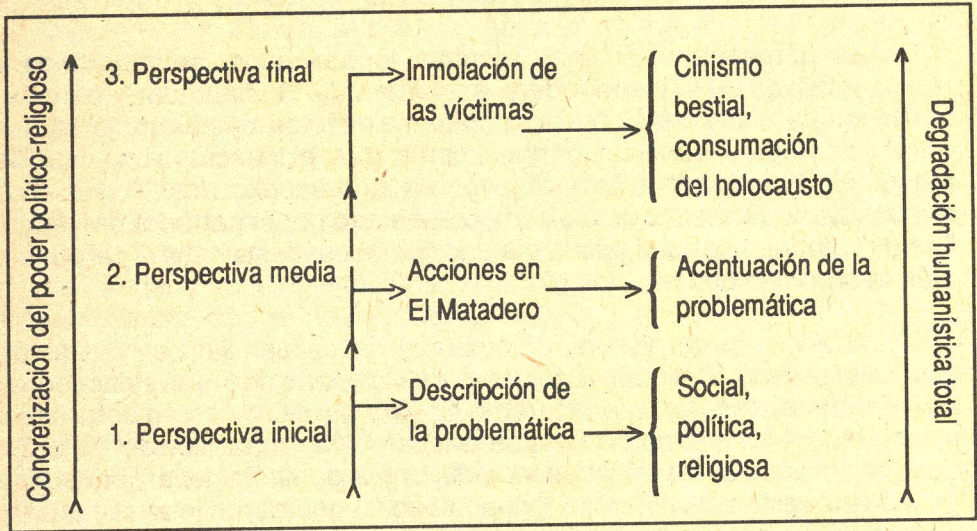 Concretización del poder político-religioso
3. Perspectiva final
Inmolación de
las víctimas
Cinismo
bestial,
consumación
del holocausto
2. Perspectiva media
Acciones en
El Matadero
Acentuación de la
problemática
1. Perspectiva inicial
Descripción de
la problemática
Social,
política,
religiosa
Degradación humanística total